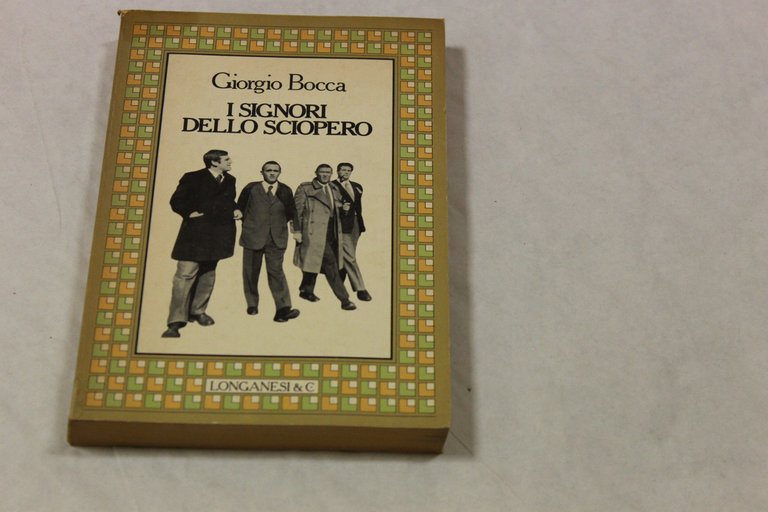 Giorgio Bocca
I SIGNORI
DELLO SCIOPERO
LONGANESI & C